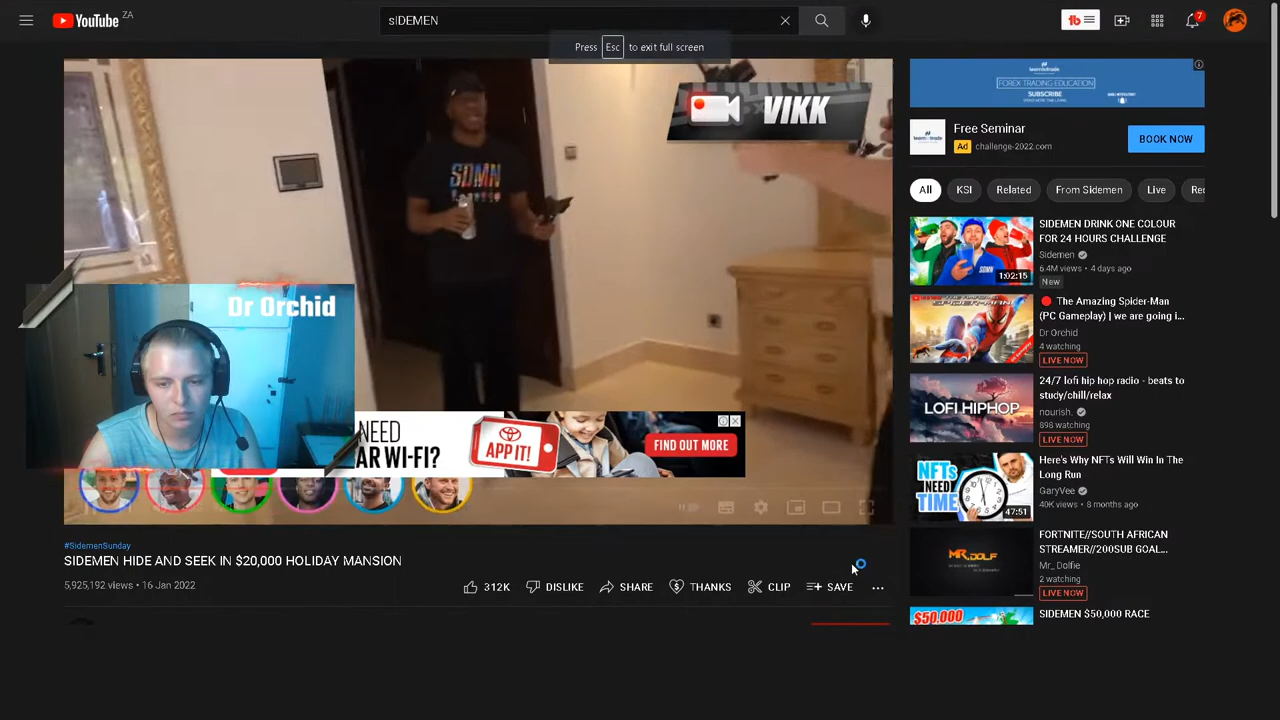 YouTube ZA
sIDEMEN
7
Press Esc to exit full screen
VIKK
SDMN
Dr Orchid
NEED
AR WI-FI?
APP IT!
FIND OUT MORE
#SidemenSunday
SIDEMEN HIDE AND SEEK IN $20,000 HOLIDAY MANSION
5,925,192 views • 16 Jan 2022
312K
DISLIKE
SHARE
THANKS
CLIP
SAVE
FOREX TRADING EDUCATION
SUBSCRIBE
Free Seminar
Ad challenge-2022.com
BOOK NOW
All
KSI
Related
From Sidemen
Live
Rec
SIDEMEN DRINK ONE COLOUR
FOR 24 HOURS CHALLENGE
Sidemen
6.4M views • 4 days ago
New
1:02:15
The Amazing Spider-Man
(PC Gameplay) | we are going i...
Dr Orchid
4 watching
LIVE NOW
LOFI HIPHOP
24/7 lofi hip hop radio - beats to
study/chill/relax
nourish.
898 watching
LIVE NOW
NFTs
NEED
TIME
47:51
Here's Why NFTs Will Win In The
Long Run
GaryVee
40K views • 8 months ago
MR.DOLF
FORTNITE//SOUTH AFRICAN
STREAMER//200SUB GOAL...
Mr_ Dolfie
2 watching
LIVE NOW
$50,000
SIDEMEN $50,000 RACE